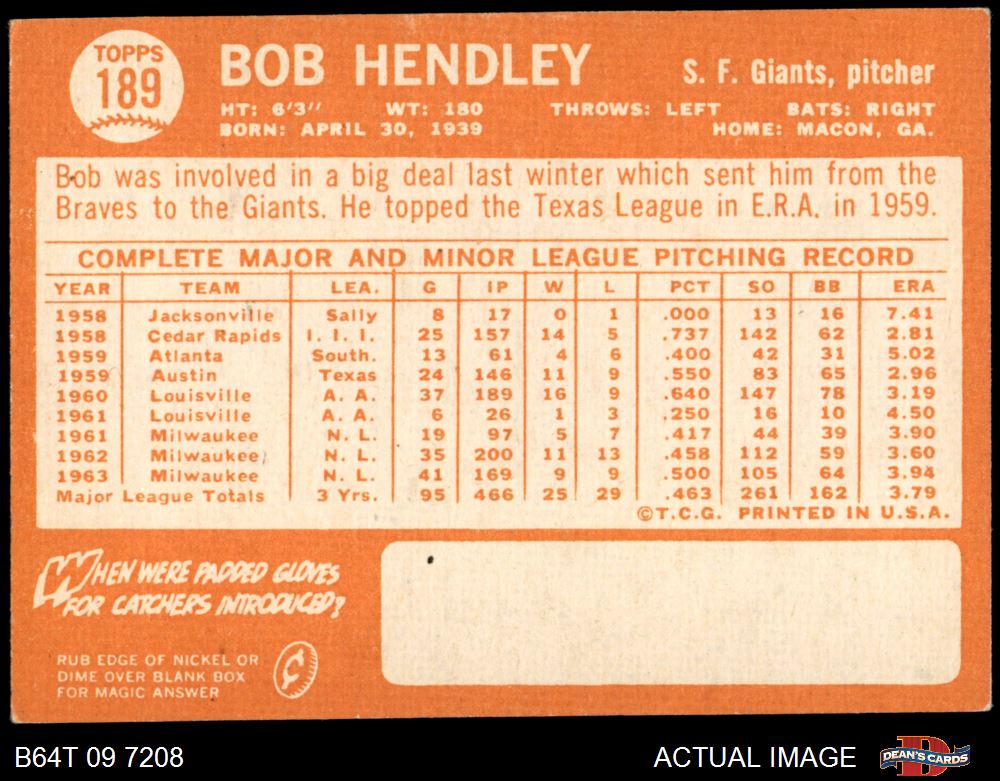 TOPPS
189
BOB HENDLEY
S. F. Giants, pitcher
HT: 6'3" WT: 180 THROWS: LEFT BATS: RIGHT
BORN: APRIL 30, 1939 HOME: MACON, GA.
Bob was involved in a big deal last winter which sent him from the
Braves to the Giants. He topped the Texas League in E.R.A. in 1959.
COMPLETE MAJOR AND MINOR LEAGUE PITCHING RECORD
YEAR TEAM LEA. G IP W L PCT SO BB ERA
1958 Jacksonville Sally 8 17 0 1 .000 13 16 7.41
1958 Cedar Rapids I. I. I. 25 157 14 5 .737 142 62 2.81
1959 Atlanta South. 13 61 4 6 .400 42 31 5.02
1959 Austin Texas 24 146 11 9 .550 83 65 2.96
1960 Louisville A. A. 37 189 16 9 .640 147 78 3.19
1961 Louisville A. A. 6 26 1 3 .250 16 10 4.50
1961 Milwaukee N. L. 19 97 5 7 .417 44 39 3.90
1962 Milwaukee N. L. 35 200 11 13 .458 112 59 3.60
1963 Milwaukee N. L. 41 169 9 9 .500 105 64 3.94
Major League Totals 3 Yrs. 95 466 25 29 .463 261 162 3.79
©T.C.G. PRINTED IN U.S.A.
WHEN WERE PADDED GLOVES
FOR CATCHERS INTRODUCED?
RUB EDGE OF NICKEL OR
DIME OVER BLANK BOX
FOR MAGIC ANSWER
B64T 09 7208
ACTUAL IMAGE
DEAN'S CARDS